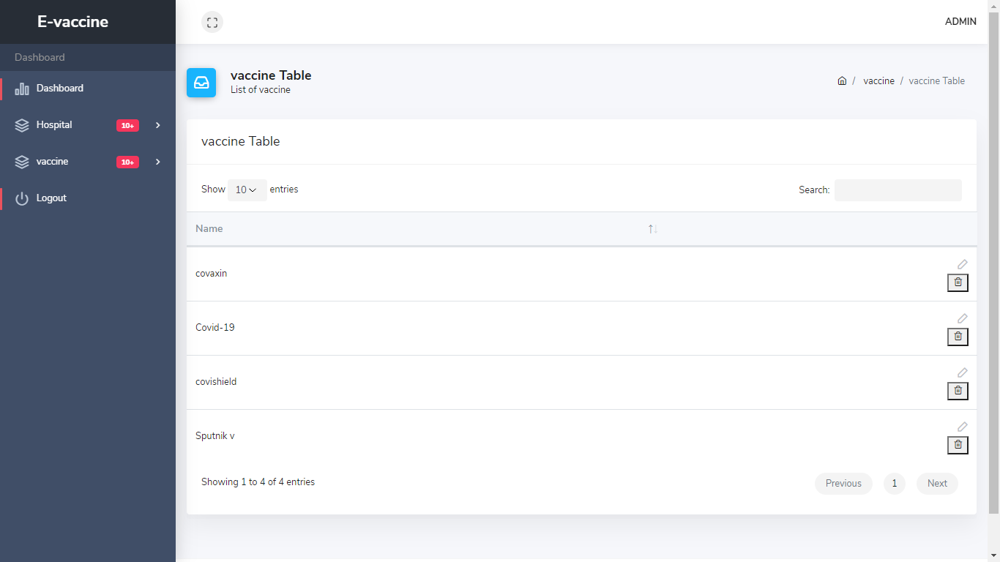 E-vaccine
ADMIN
Dashboard
Dashboard
Hospital 10+
vaccine 10+
Logout
vaccine Table
List of vaccine
/ vaccine / vaccine Table
vaccine Table
Show 10 entries
Search:
Name
covaxin
Covid-19
covishield
Sputnik v
Showing 1 to 4 of 4 entries
Previous 1 Next